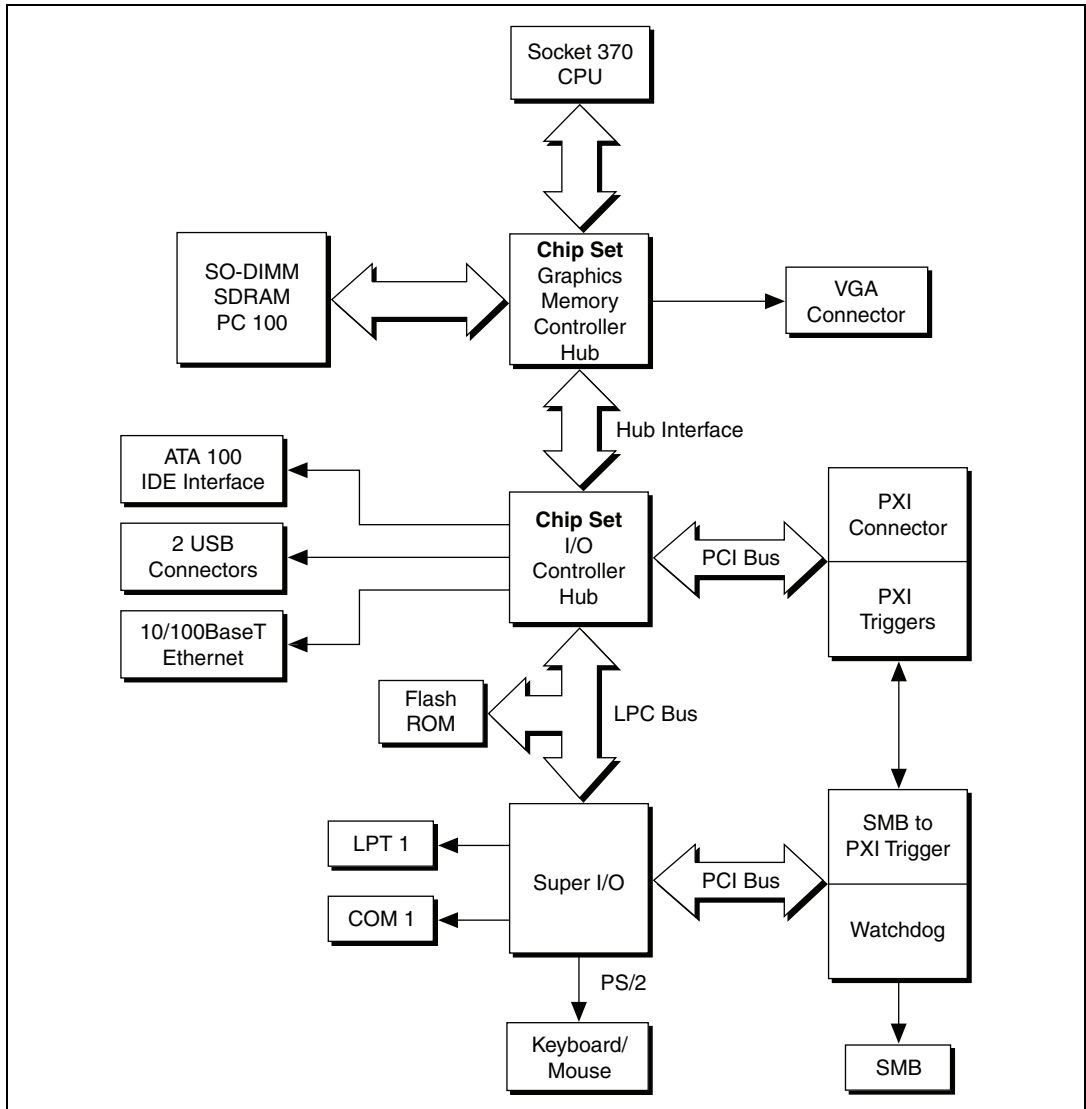 Socket 370
CPU
SO-DIMM
SDRAM
PC 100
Chip Set
Graphics
Memory
Controller
Hub
VGA
Connector
Hub Interface
ATA 100
IDE Interface
2 USB
Connectors
10/100BaseT
Ethernet
Chip Set
I/O
Controller
Hub
PCI Bus
PXI
Connector
PXI
Triggers
Flash
ROM
LPC Bus
LPT 1
COM 1
Super I/O
PCI Bus
SMB to
PXI Trigger
Watchdog
PS/2
Keyboard/
Mouse
SMB